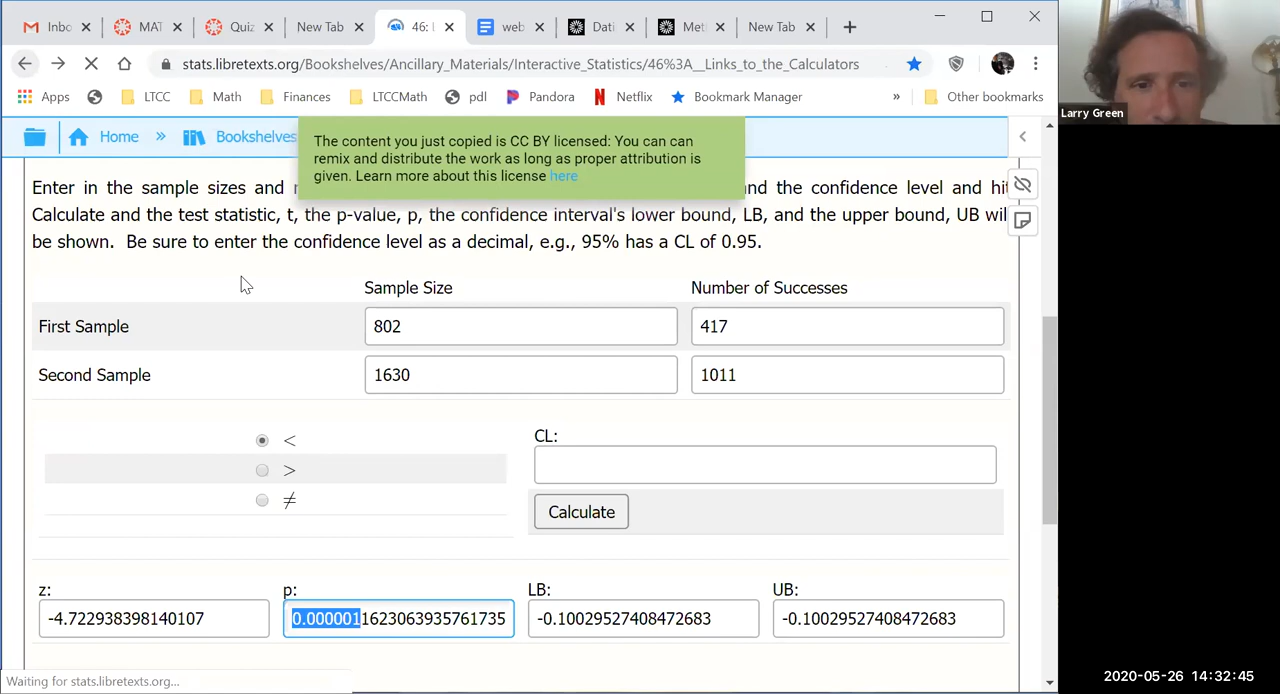 Inbo
MAT
Quiz
New Tab
46: I
web
Dati
Met
New Tab
stats.libretexts.org/Bookshelves/Ancillary_Materials/Interactive_Statistics/46%3A__Links_to_the_Calculators
Apps
LTCC
Math
Finances
LTCCMath
pdl
Pandora
Netflix
Bookmark Manager
»
Other bookmarks
Larry Green
Home
»
Bookshelves
The content you just copied is CC BY licensed: You can can
remix and distribute the work as long as proper attribution is
given. Learn more about this license here
Enter in the sample sizes and and the confidence level and hit
Calculate and the test statistic, t, the p-value, p, the confidence interval's lower bound, LB, and the upper bound, UB will
be shown. Be sure to enter the confidence level as a decimal, e.g., 95% has a CL of 0.95.
Sample Size Number of Successes
First Sample 802 417
Second Sample 1630 1011
<
>
≠
CL:
Calculate
z: p: LB: UB:
-4.722938398140107 0.0000011623063935761735 -0.10029527408472683 -0.10029527408472683
Waiting for stats.libretexts.org...
2020-05-26 14:32:45